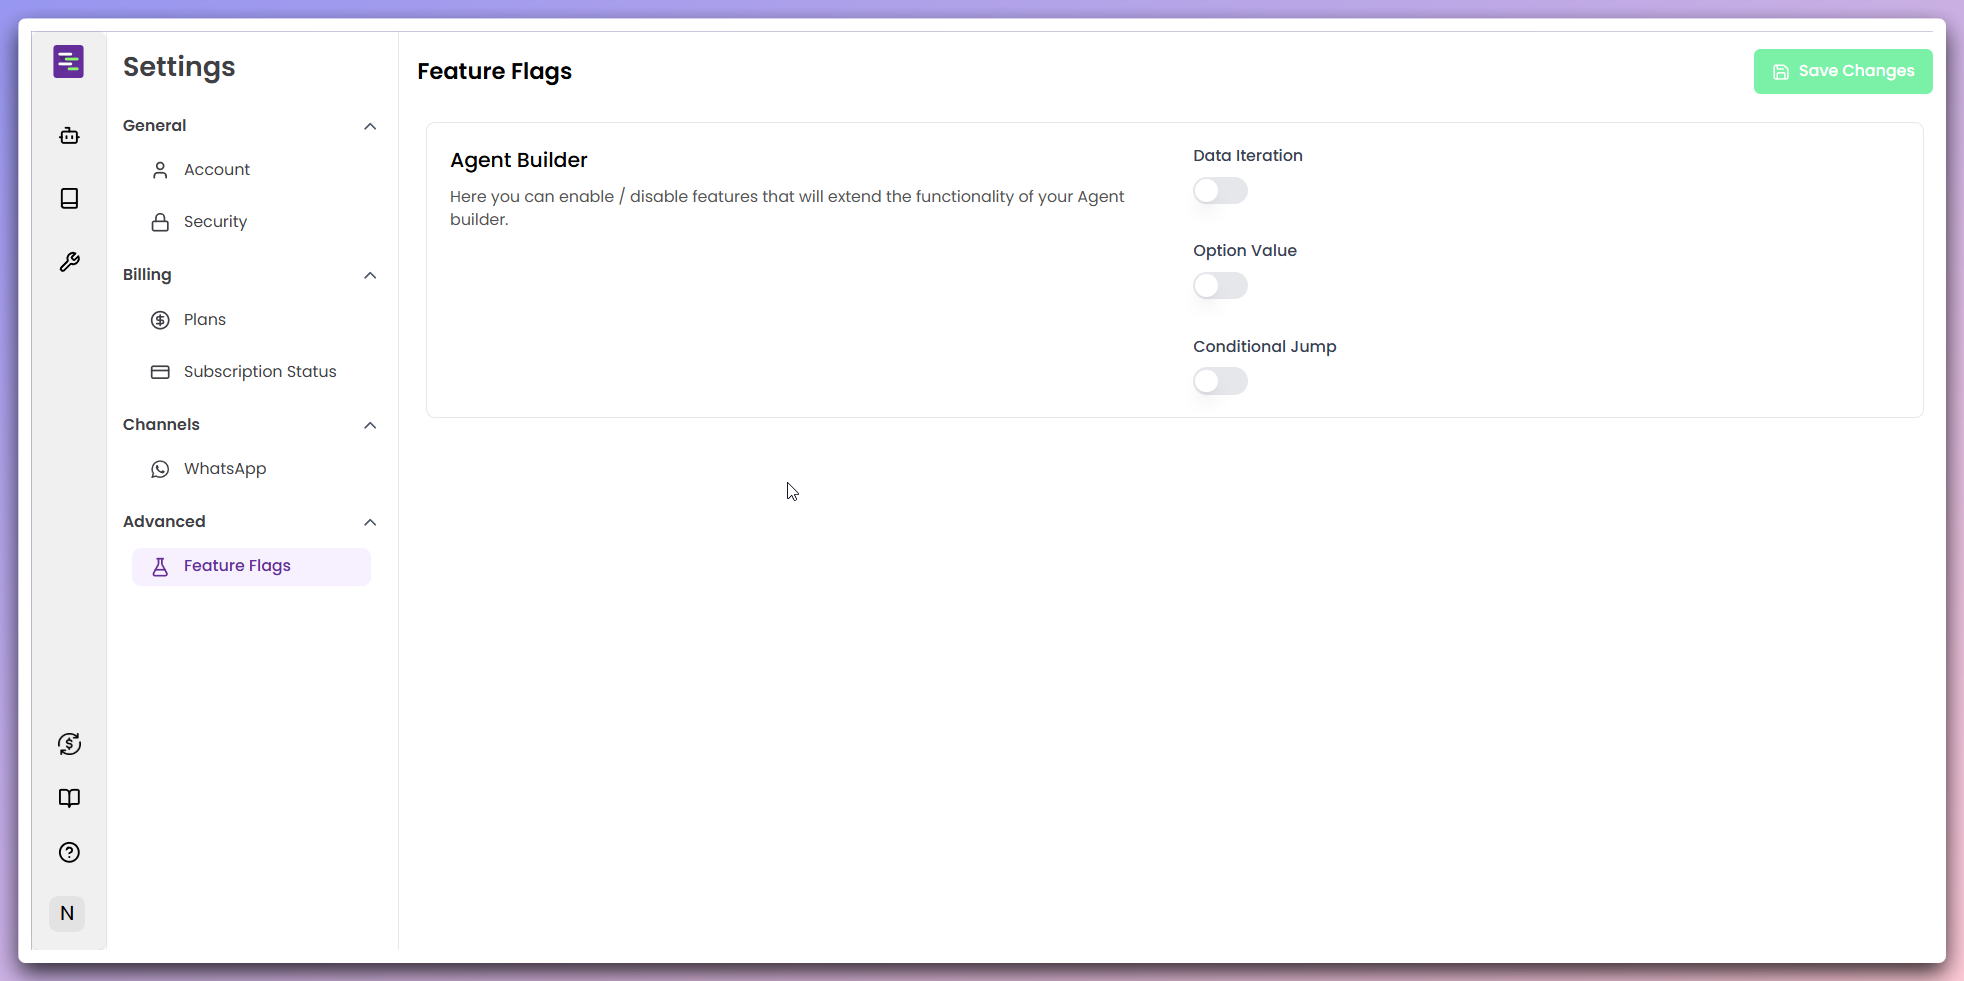 Settings
General
Account
Security
Billing
Plans
Subscription Status
Channels
WhatsApp
Advanced
Feature Flags
N
Feature Flags
Save Changes
Agent Builder
Here you can enable / disable features that will extend the functionality of your Agent
builder.
Data Iteration
Option Value
Conditional Jump